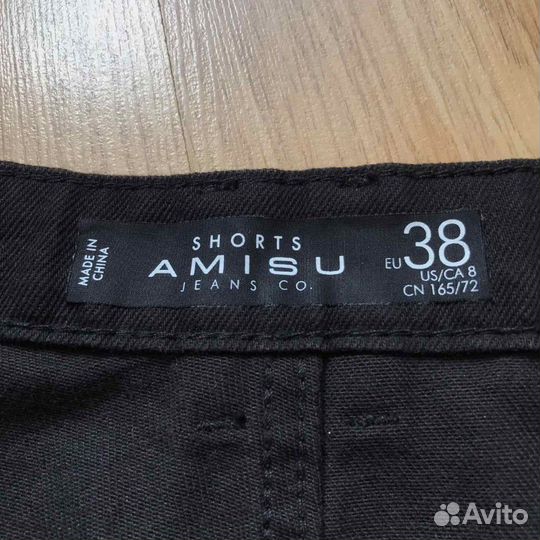 MADE IN
CHINA
SHORTS
AMISU
JEANS CO.
EU 38
US/CA 8
CN 165/72
Avito